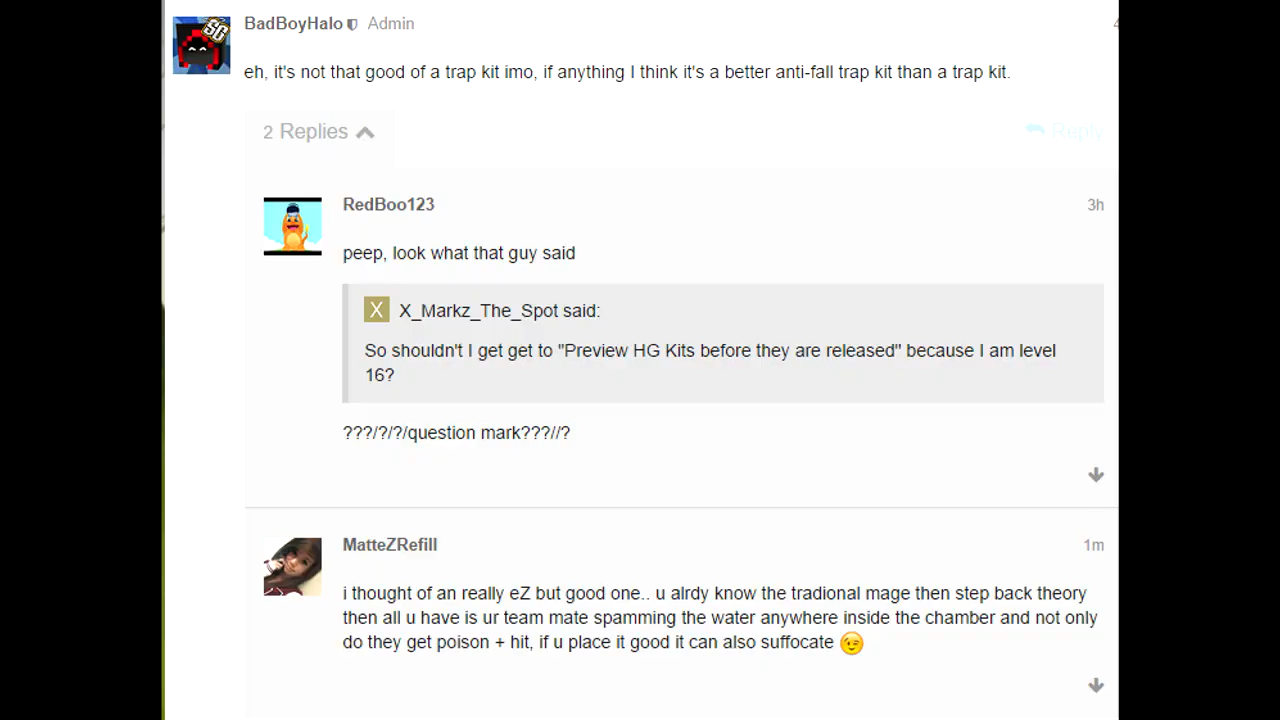 SG
BadBoyHalo Admin
eh, it's not that good of a trap kit imo, if anything I think it's a better anti-fall trap kit than a trap kit.
2 Replies Reply
RedBoo123 3h
peep, look what that guy said
X X_Markz_The_Spot said:
So shouldn't I get get to "Preview HG Kits before they are released" because I am level
16?
???/?/?/question mark???//?
MatteZRefill 1m
i thought of an really eZ but good one.. u alrdy know the tradional mage then step back theory
then all u have is ur team mate spamming the water anywhere inside the chamber and not only
do they get poison + hit, if u place it good it can also suffocate 😉